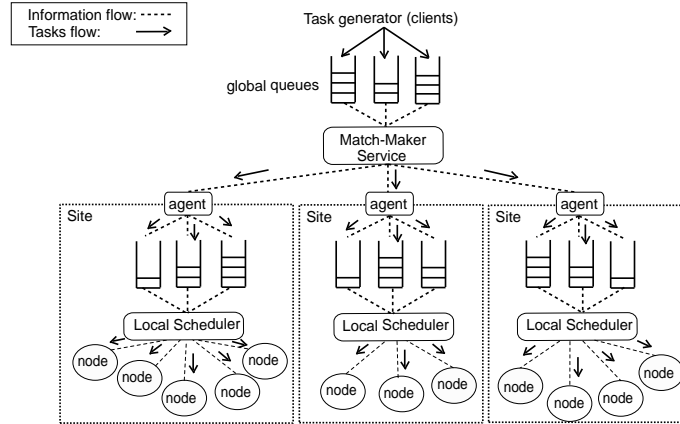 Information flow:
Tasks flow:
Task generator (clients)
global queues
Match-Maker
Service
agent
agent
agent
Site
Site
Site
Local Scheduler
Local Scheduler
Local Scheduler
node
node
node
node
node
node
node
node
node
node
node
node